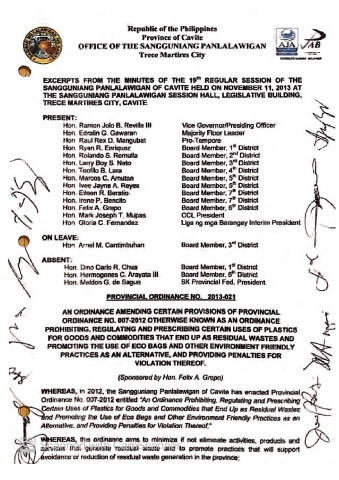 Republic of the Philippines
Province of Cavite
OFFICE OF THE SANGGUNIANG PANLALAWIGAN
Trece Martires City
AJA
JAB
EXCERPTS FROM THE MINUTES OF THE 19th REGULAR SESSION OF THE
SANGGUNIANG PANLALAWIGAN OF CAVITE HELD ON NOVEMBER 11, 2013 AT
THE SANGGUNIANG PANLALAWIGAN SESSION HALL, LEGISLATIVE BUILDING,
TRECE MARTIRES CITY, CAVITE
PRESENT:
Hon. Ramon Jolo B. Revilla III Vice Governor/Presiding Officer
Hon. Edralin G. Gawaran Majority Floor Leader
Hon. Raul Rex D. Mangubat Pro-Tempore
Hon. Ryan R. Enriquez Board Member, 1st District
Hon. Rolando S. Remulla Board Member, 2nd District
Hon. Larry Boy S. Nato Board Member, 3rd District
Hon. Teofilo B. Lara Board Member, 4th District
Hon. Marcos C. Amutan Board Member, 5th District
Hon. Ivee Jayne A. Reyes Board Member, 5th District
Hon. Eileen R. Beratio Board Member, 7th District
Hon. Irene P. Bencito Board Member, 7th District
Hon. Felix A. Grepo Board Member, 6th District
Hon. Mark Joseph T. Mupas CCL President
Hon. Gloria C. Fernandez Liga ng mga Barangay Interim President
ON LEAVE:
Hon. Arnel M. Cantimbuhan Board Member, 3rd District
ABSENT:
Hon. Dino Carlo R. Chua Board Member, 1st District
Hon. Hermogenes C. Arayata III Board Member, 8th District
Hon. Meldon G. de Sagun SK Provincial Fed. President
PROVINCIAL ORDINANCE NO. 2013-021
AN ORDINANCE AMENDING CERTAIN PROVISIONS OF PROVINCIAL
ORDINANCE NO. 007-2012 OTHERWISE KNOWN AS AN ORDINANCE
PROHIBITING, REGULATING AND PRESCRIBING CERTAIN USES OF PLASTICS
FOR GOODS AND COMMODITIES THAT END UP AS RESIDUAL WASTES AND
PROMOTING THE USE OF ECO BAGS AND OTHER ENVIRONMENT FRIENDLY
PRACTICES AS AN ALTERNATIVE, AND PROVIDING PENALTIES FOR
VIOLATION THEREOF.
(Sponsored by Hon. Felix A. Grepo)
WHEREAS, in 2012, the Sangguniang Panlalawigan of Cavite has enacted Provincial
Ordinance No. 007-2012 "An Ordinance Prohibiting, Regulating and Prescribing
Certain Uses of Plastics for Goods and Commodities that End Up as Residual Wastes
and Promoting the Use of Eco Bags and Other Environment Friendly Practices as an
Alternative, and Providing Penalties for Violation Thereof."
WHEREAS, this ordinance aims to minimize if not eliminate activities, products and
services that generate residual waste and to promote practices that will support
avoidance or reduction of residual waste generation in the province;